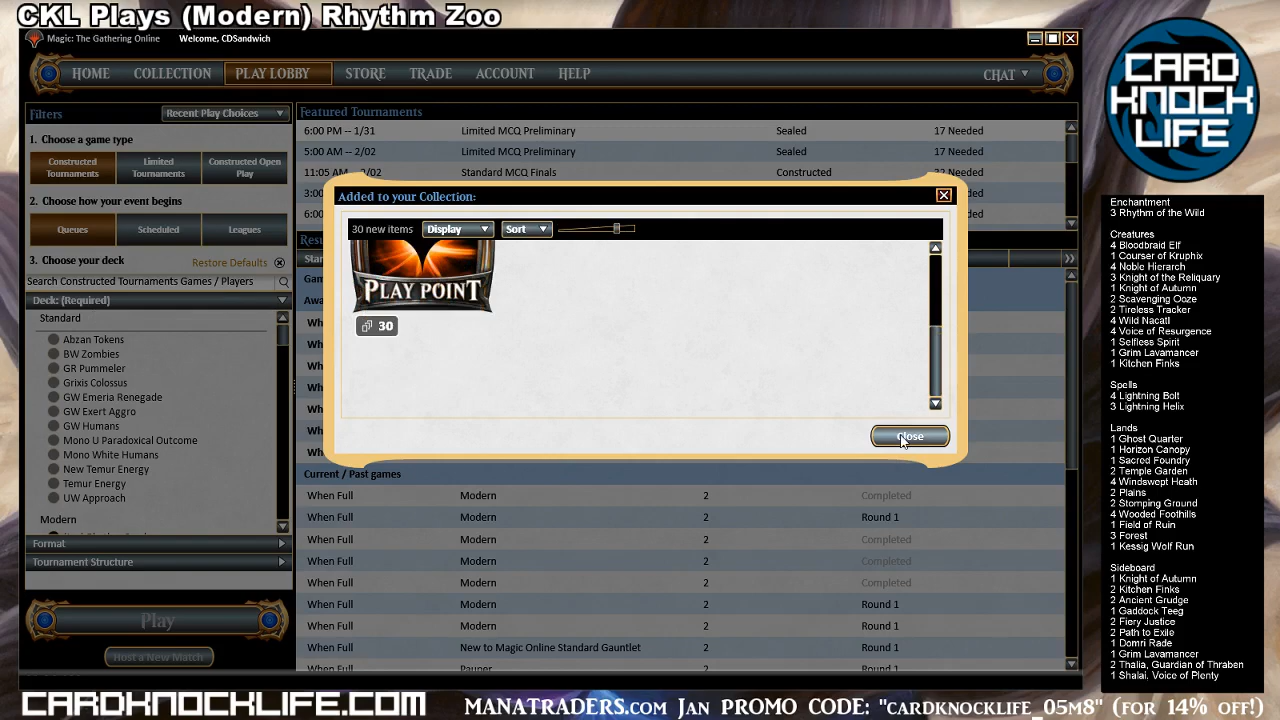 CKL Plays (Modern) Rhythm Zoo
Magic: The Gathering Online Welcome, CDSandwich
HOME COLLECTION PLAY LOBBY STORE TRADE ACCOUNT HELP CHAT
CARD
KNOCK
LIFE
Filters Recent Play Choices
1. Choose a game type
Constructed Tournaments Limited Tournaments Constructed Open Play
2. Choose how your event begins
Queues Scheduled Leagues
3. Choose your deck Restore Defaults
Search Constructed Tournaments Games / Players
Deck: (Required)
Standard
Abzan Tokens
BW Zombies
GR Pummeler
Grixis Colossus
GW Emeria Renegade
GW Exert Aggro
GW Humans
Mono U Paradoxical Outcome
Mono White Humans
New Temur Energy
Temur Energy
UW Approach
Modern
Format
Tournament Structure
Play
Host a New Match
Featured Tournaments
6:00 PM -- 1/31 Limited MCQ Preliminary Sealed 17 Needed
5:00 AM -- 2/02 Limited MCQ Preliminary Sealed 17 Needed
11:05 AM Standard MCQ Finals Constructed
Added to your Collection:
30 new items Display Sort
PLAY POINT
30
Close
Current / Past games
When Full Modern 2 Completed
When Full Modern 2 Round 1
When Full Modern 2 Completed
When Full Modern 2 Completed
When Full Modern 2 Completed
When Full Modern 2 Round 1
When Full Modern 2 Round 1
When Full New to Magic Online Standard Gauntlet 2 Round 1
When Full Pauper 2 Round 1
Enchantment
3 Rhythm of the Wild
Creatures
4 Bloodbraid Elf
1 Courser of Kruphix
4 Noble Hierarch
3 Knight of the Reliquary
1 Knight of Autumn
2 Scavenging Ooze
2 Tireless Tracker
4 Wild Nacatl
4 Voice of Resurgence
1 Selfless Spirit
1 Grim Lavamancer
1 Kitchen Finks
Spells
4 Lightning Bolt
3 Lightning Helix
Lands
1 Ghost Quarter
1 Horizon Canopy
1 Sacred Foundry
2 Temple Garden
4 Windswept Heath
2 Plains
2 Stomping Ground
4 Wooded Foothills
1 Field of Ruin
3 Forest
1 Kessig Wolf Run
Sideboard
1 Knight of Autumn
2 Kitchen Finks
2 Ancient Grudge
1 Gaddock Teeg
2 Fiery Justice
2 Path to Exile
1 Domri Rade
1 Grim Lavamancer
2 Thalia, Guardian of Thraben
1 Shalai, Voice of Plenty
CARDKNOCKLIFE.COM MANATRADERS.COM JAN PROMO CODE: "CARDKNOCKLIFE_05M8" (FOR 14% OFF!)